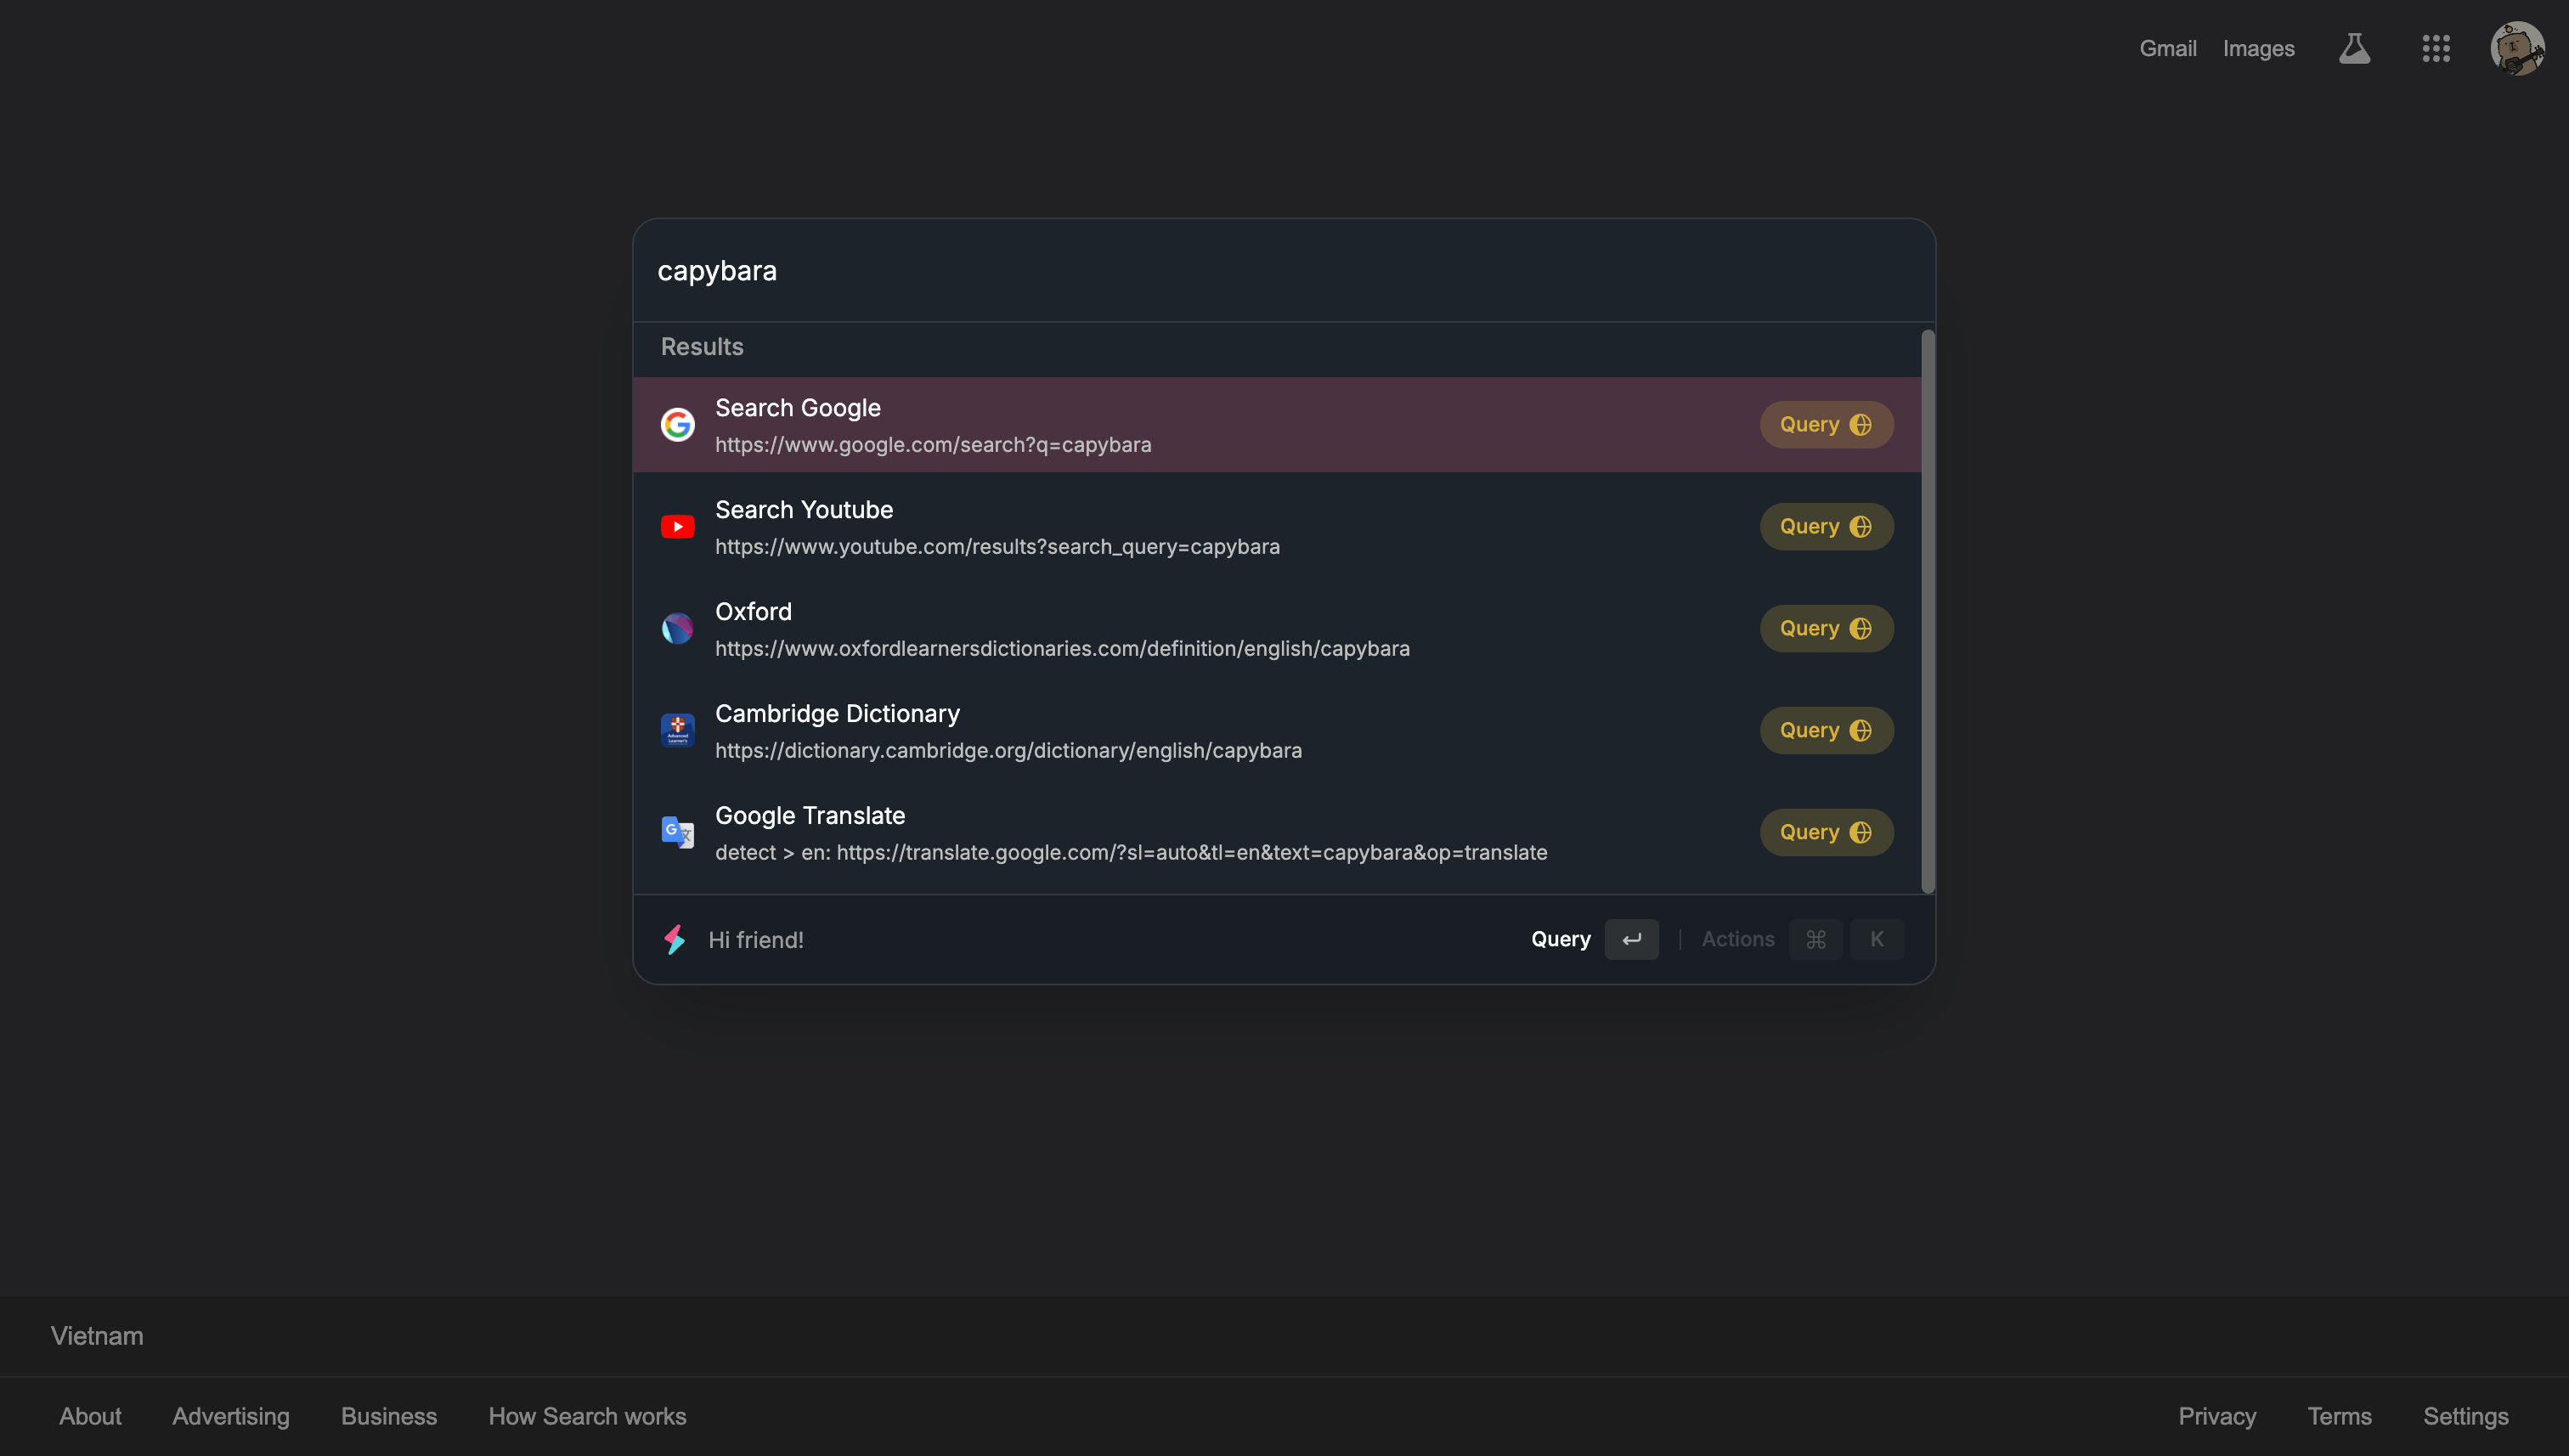 Gmail Images
capybara
Results
Search Google
https://www.google.com/search?q=capybara
Query
Search Youtube
https://www.youtube.com/results?search_query=capybara
Query
Oxford
https://www.oxfordlearnersdictionaries.com/definition/english/capybara
Query
Cambridge Dictionary
https://dictionary.cambridge.org/dictionary/english/capybara
Query
Google Translate
detect > en: https://translate.google.com/?sl=auto&tl=en&text=capybara&op=translate
Query
Hi friend!
Query ↵ | Actions ⌘ K
Vietnam
About Advertising Business How Search works Privacy Terms Settings